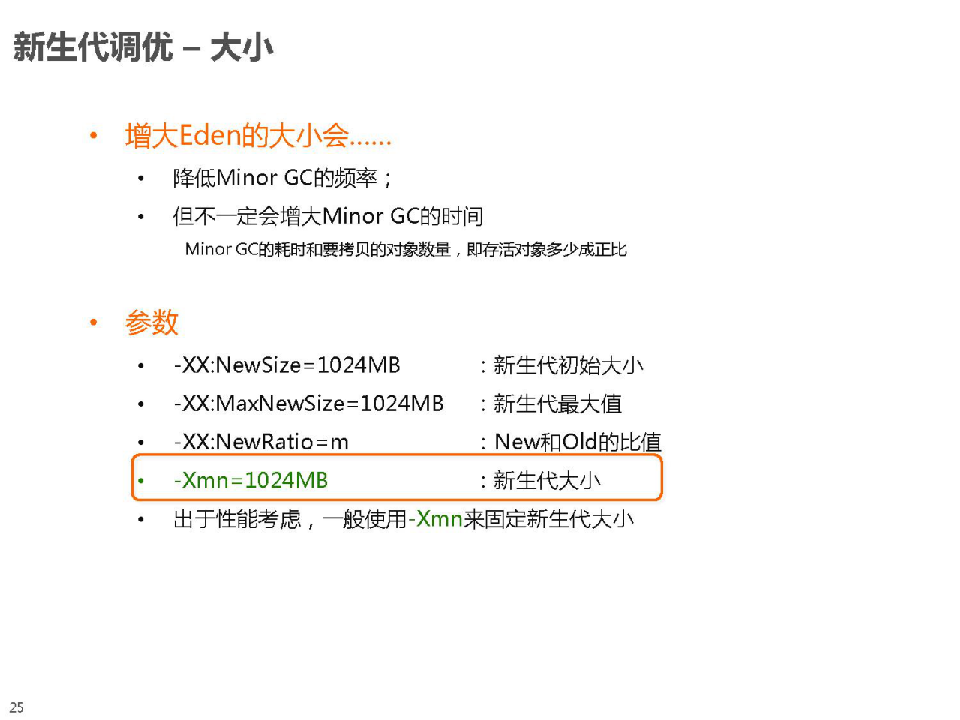 新生代调优 – 大小
• 增大Eden的大小会……
• 降低Minor GC的频率；
• 但不一定会增大Minor GC的时间
Minor GC的耗时和要拷贝的对象数量，即存活对象多少成正比
• 参数
• -XX:NewSize=1024MB ：新生代初始大小
• -XX:MaxNewSize=1024MB ：新生代最大值
• -XX:NewRatio=m ：New和Old的比值
• -Xmn=1024MB ：新生代大小
• 出于性能考虑，一般使用-Xmn来固定新生代大小
25